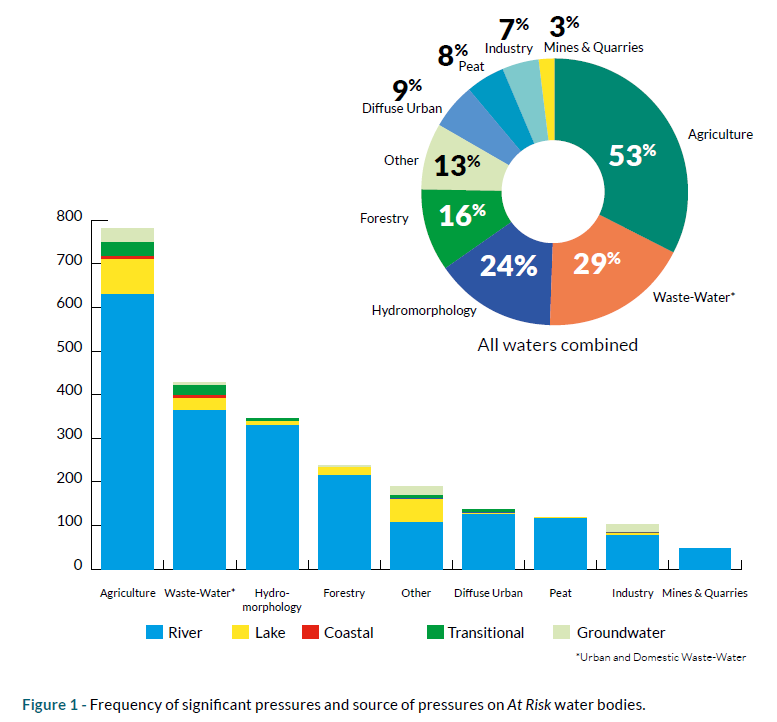 7%
3%
Industry
Mines & Quarries
8%
Peat
9%
Diffuse Urban
Agriculture
53%
Other
13%
Forestry
16%
24%
29%
Waste-Water*
Hydromorphology
All waters combined
800
700
600
500
400
300
200
100
0
Agriculture
Waste-Water*
Hydro-
morphology
Forestry
Other
Diffuse Urban
Peat
Industry
Mines & Quarries
River
Lake
Coastal
Transitional
Groundwater
*Urban and Domestic Waste-Water
Figure 1 - Frequency of significant pressures and source of pressures on At Risk water bodies.